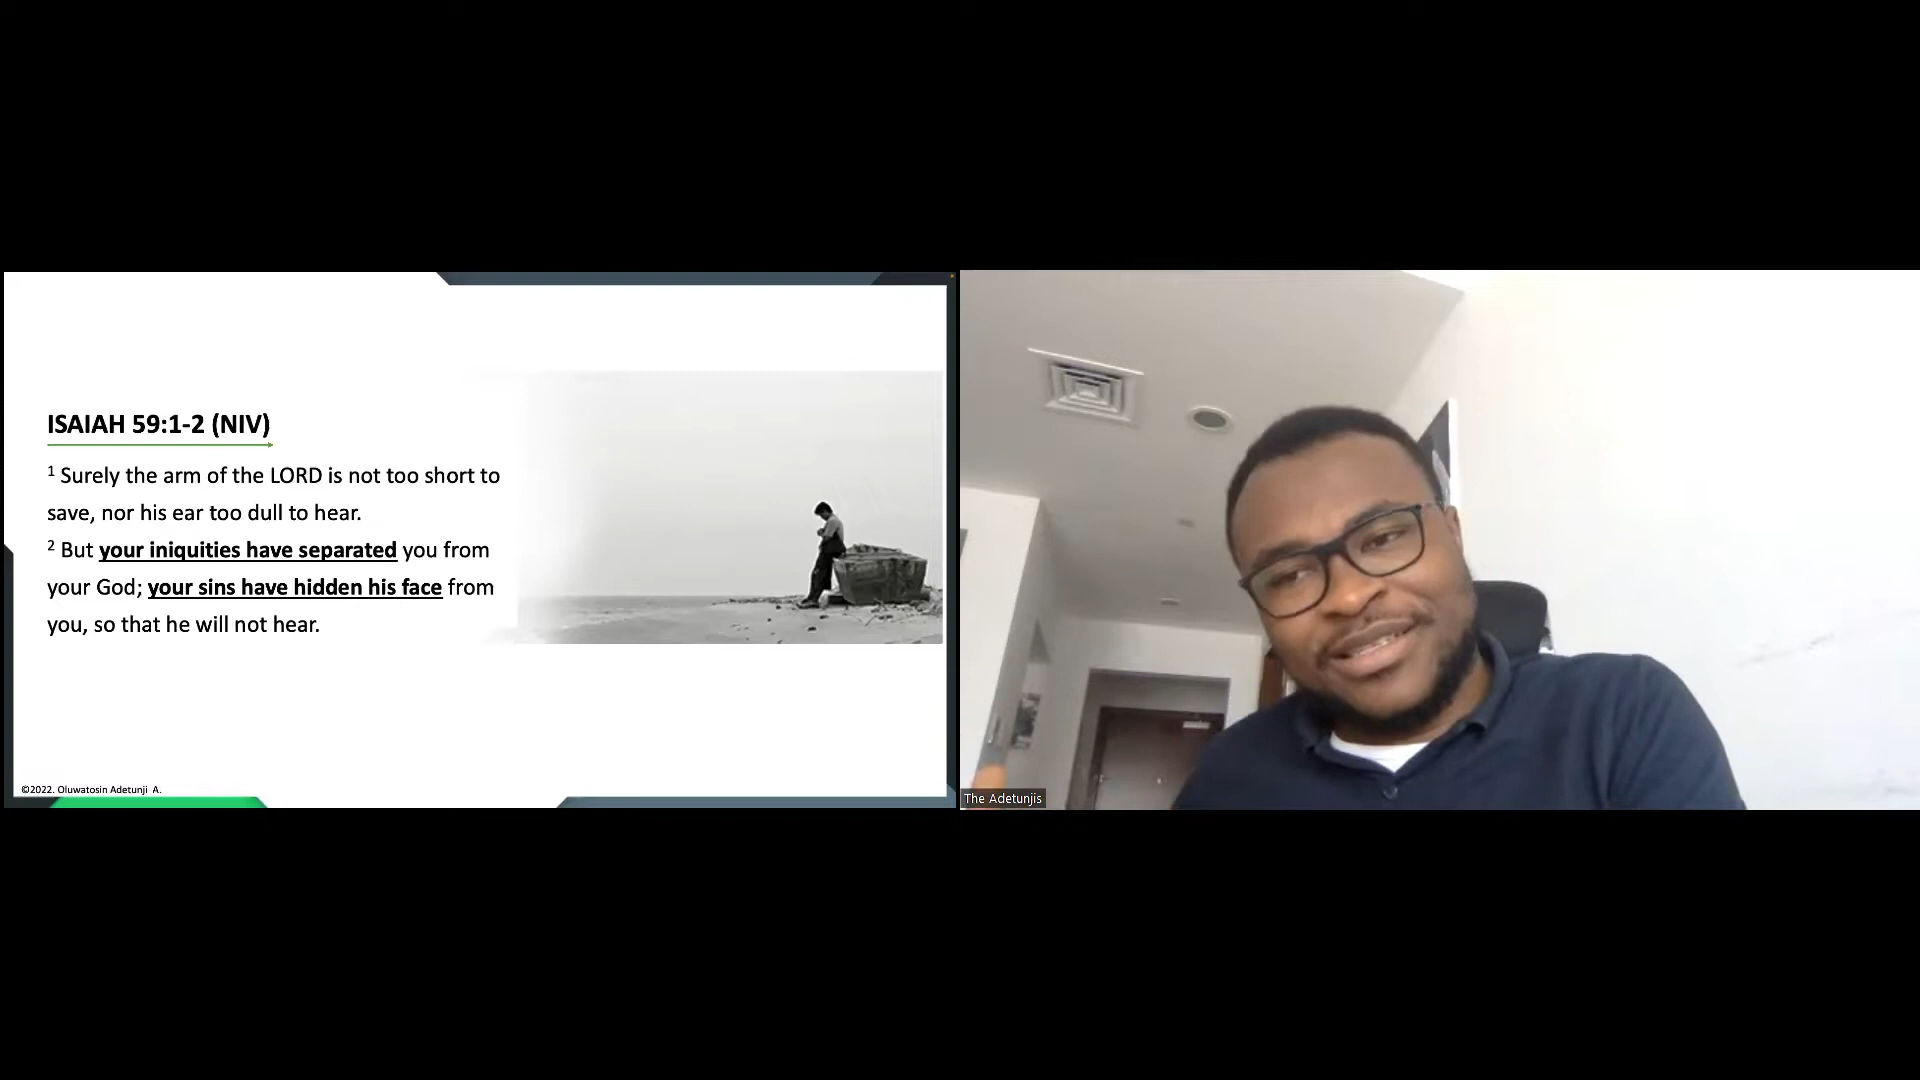 ISAIAH 59:1-2 (NIV)
1 Surely the arm of the LORD is not too short to
save, nor his ear too dull to hear.
2 But your iniquities have separated you from
your God; your sins have hidden his face from
you, so that he will not hear.
©2022. Oluwatosin Adetunji A.
The Adetunjis